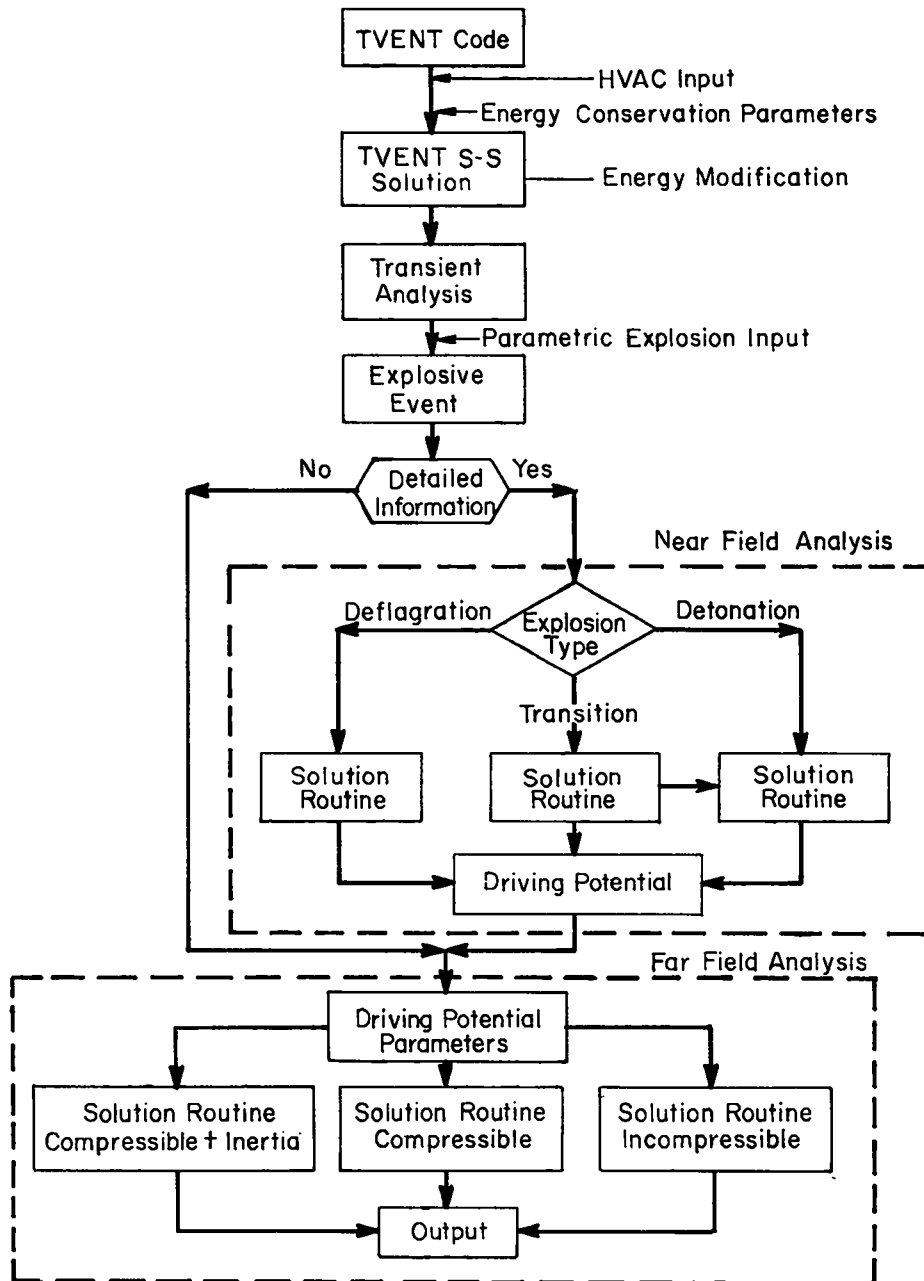 TVENT Code
HVAC Input
Energy Conservation Parameters
TVENT S-S
Solution
Energy Modification
Transient
Analysis
Parametric Explosion Input
Explosive
Event
No
Detailed
Information
Yes
Near Field Analysis
Deflagration
Explosion
Type
Detonation
Transition
Solution
Routine
Solution
Routine
Solution
Routine
Driving Potential
Far Field Analysis
Driving Potential
Parameters
Solution Routine
Compressible + Inertia
Solution Routine
Compressible
Solution Routine
Incompressible
Output